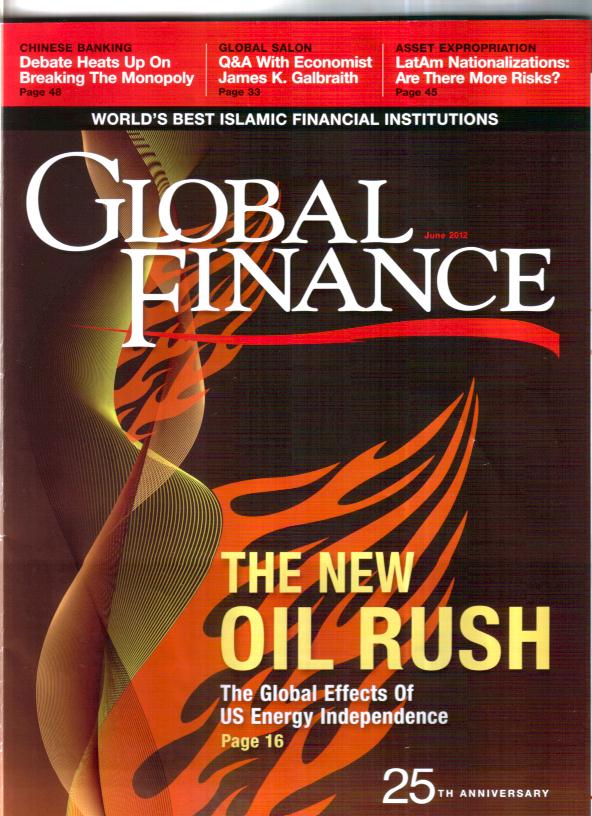 CHINESE BANKING
Debate Heats Up On
Breaking The Monopoly
Page 48
GLOBAL SALON
Q&A With Economist
James K. Galbraith
Page 33
ASSET EXPROPRIATION
LatAm Nationalizations:
Are There More Risks?
Page 45
WORLD'S BEST ISLAMIC FINANCIAL INSTITUTIONS
GLOBAL
June 2012
FINANCE
THE NEW
OIL RUSH
The Global Effects Of
US Energy Independence
Page 16
25TH ANNIVERSARY